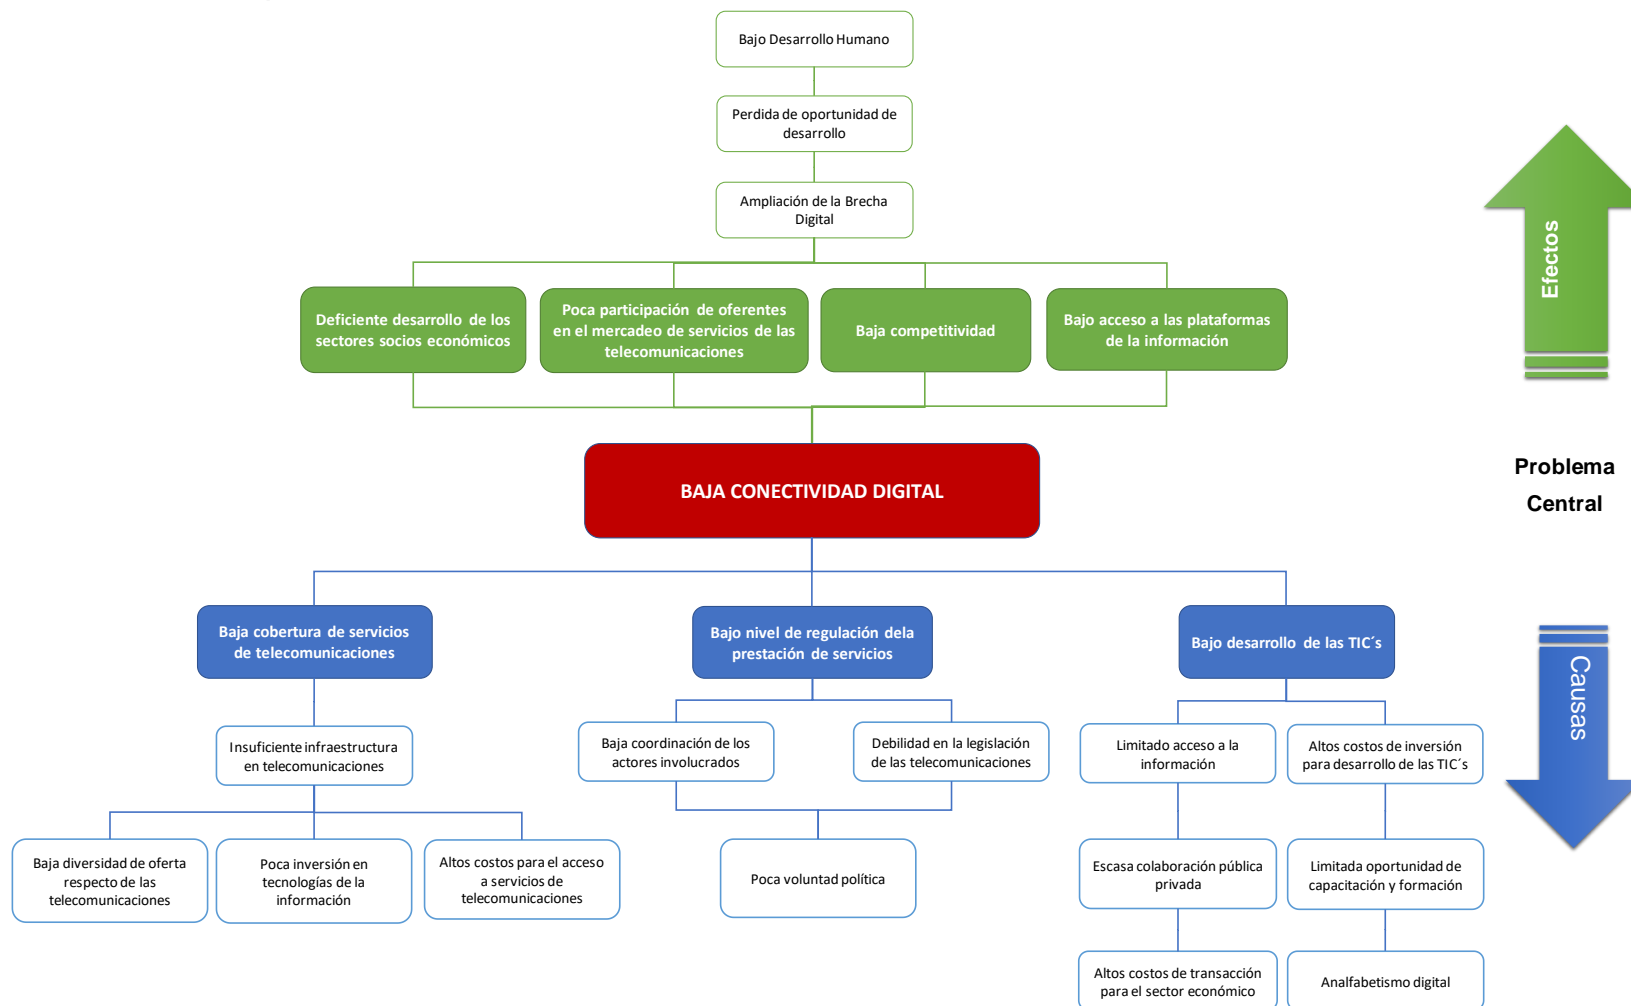 Bajo Desarrollo Humano
Perdida de oportunidad de
desarrollo
Ampliación de la Brecha
Digital
Efectos
Deficiente desarrollo de los
sectores socios económicos
Poca participación de oferentes
en el mercadeo de servicios de las
telecomunicaciones
Baja competitividad
Bajo acceso a las plataformas
de la información
BAJA CONECTIVIDAD DIGITAL
Problema
Central
Baja cobertura de servicios
de telecomunicaciones
Bajo nivel de regulación dela
prestación de servicios
Bajo desarrollo de las TIC´s
Causas
Insuficiente infraestructura
en telecomunicaciones
Baja coordinación de los
actores involucrados
Debilidad en la legislación
de las telecomunicaciones
Limitado acceso a la
información
Altos costos de inversión
para desarrollo de las TIC´s
Baja diversidad de oferta
respecto de las
telecomunicaciones
Poca inversión en
tecnologías de la
información
Altos costos para el acceso
a servicios de
telecomunicaciones
Poca voluntad política
Escasa colaboración pública
privada
Limitada oportunidad de
capacitación y formación
Altos costos de transacción
para el sector económico
Analfabetismo digital